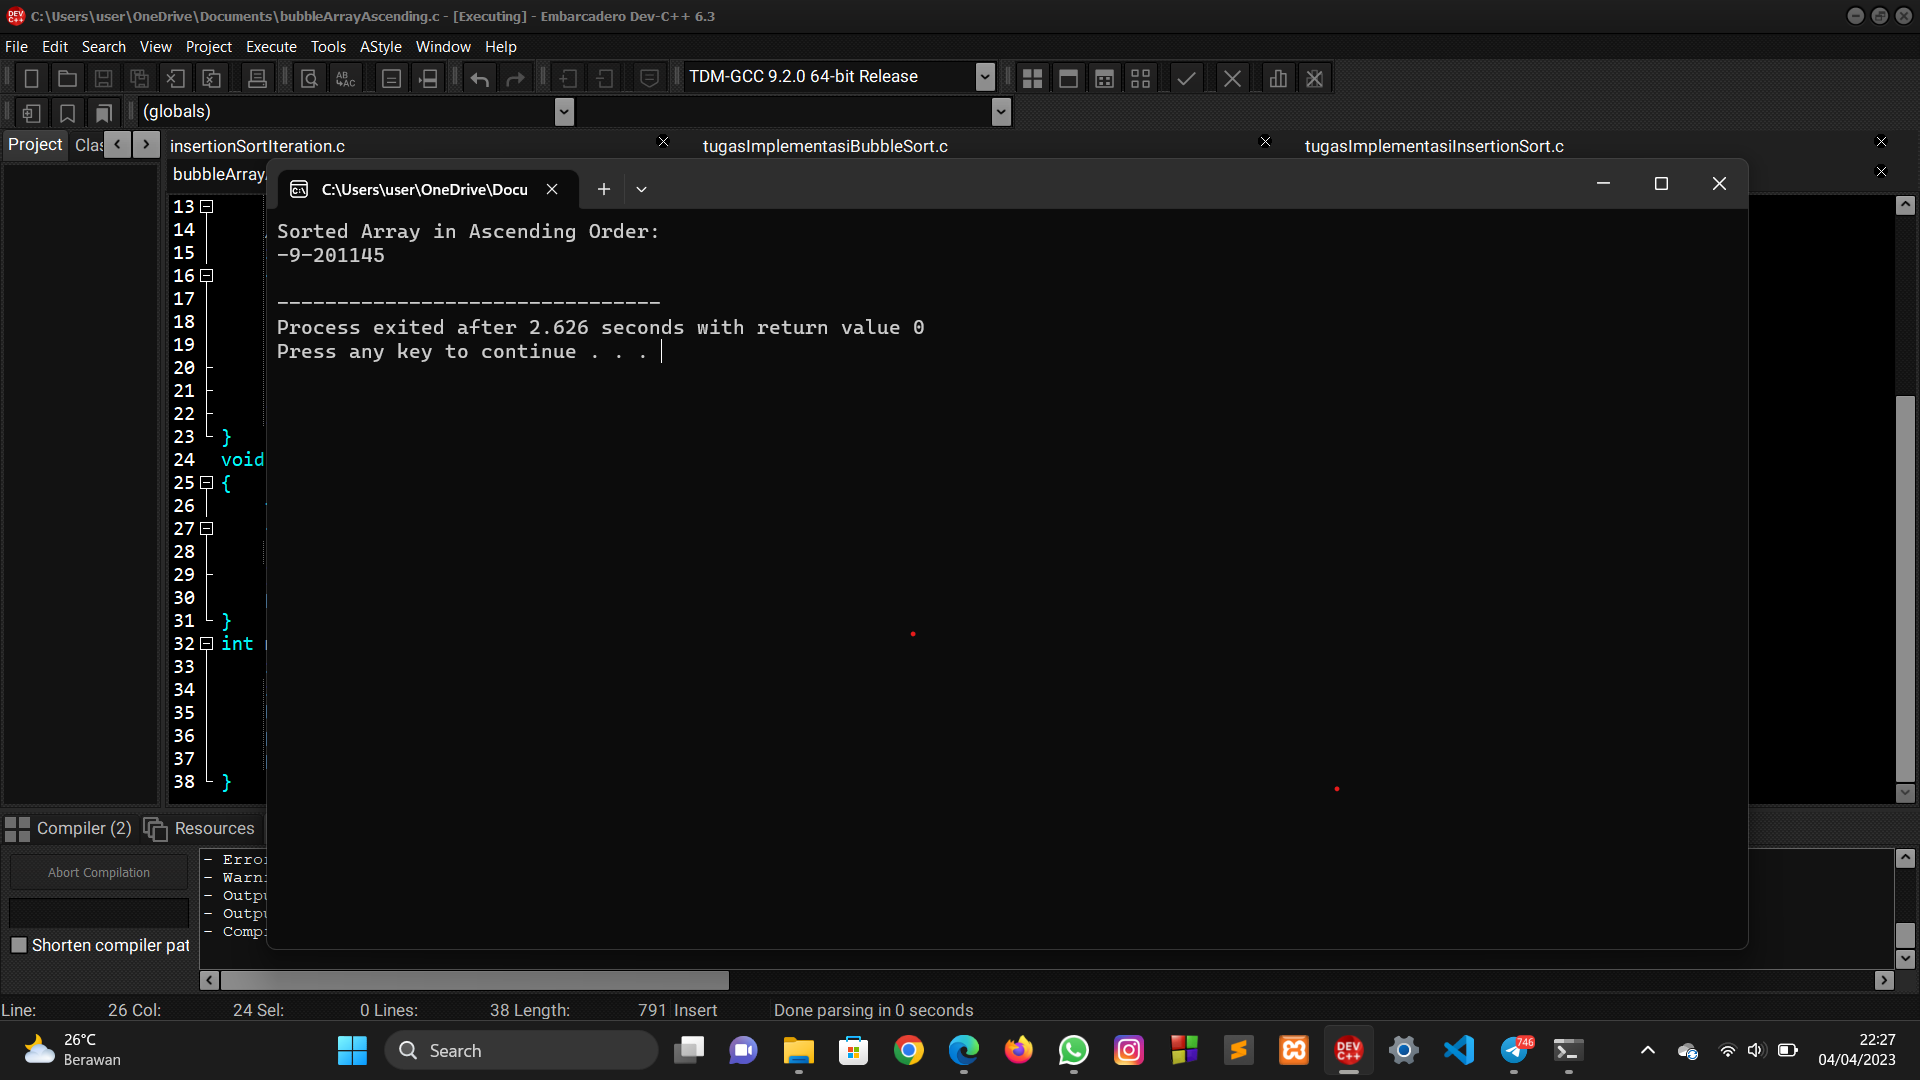 C:\Users\user\OneDrive\Documents\bubbleArrayAscending.c - [Executing] - Embarcadero Dev-C++ 6.3
File Edit Search View Project Execute Tools AStyle Window Help
TDM-GCC 9.2.0 64-bit Release
(globals)
Project Clas
insertionSortIteration.c tugasImplementasiBubbleSort.c tugasImplementasiInsertionSort.c
bubbleArray
C:\Users\user\OneDrive\Docu
Sorted Array in Ascending Order:
-9-201145
--------------------------------
Process exited after 2.626 seconds with return value 0
Press any key to continue . . .
13
14
15
16
17
18
19
20
21
22
23 }
24 void
25 {
26
27
28
29
30
31 }
32 int
33
34
35
36
37
38 }
Compiler (2) Resources
Abort Compilation
Shorten compiler pat
- Error
- Warni
- Outpu
- Outpu
- Compi
Line: 26 Col: 24 Sel: 0 Lines: 38 Length: 791 Insert Done parsing in 0 seconds
26°C
Berawan
Search
DEV C++
746
22:27
04/04/2023